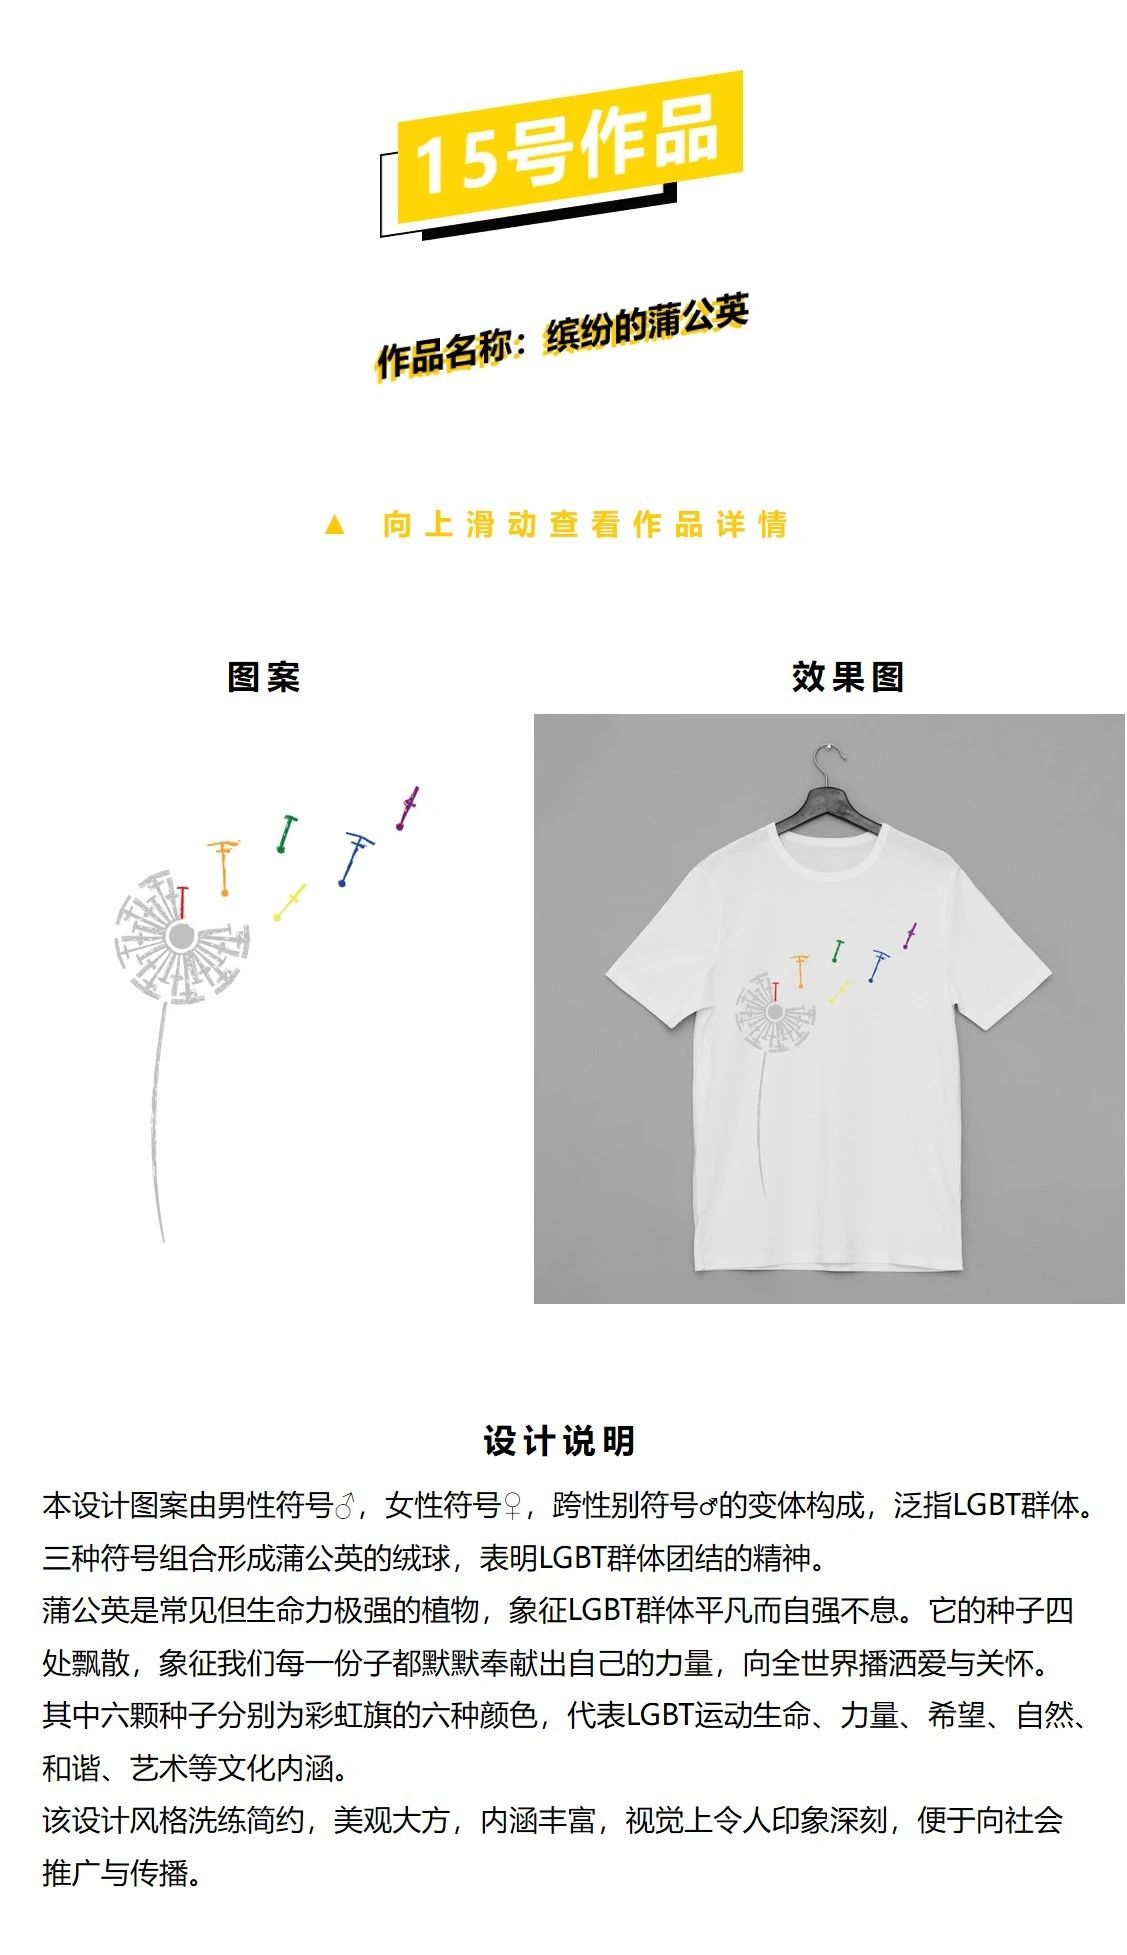 15号作品
作品名称：缤纷的蒲公英
▲ 向上滑动查看作品详情
图案
效果图
设计说明
本设计图案由男性符号♂，女性符号♀，跨性别符号⚦的变体构成，泛指LGBT群体。
三种符号组合形成蒲公英的绒球，表明LGBT群体团结的精神。
蒲公英是常见但生命力极强的植物，象征LGBT群体平凡而自强不息。它的种子四
处飘散，象征我们每一份子都默默奉献出自己的力量，向全世界播洒爱与关怀。
其中六颗种子分别为彩虹旗的六种颜色，代表LGBT运动生命、力量、希望、自然、
和谐、艺术等文化内涵。
该设计风格洗练简约，美观大方，内涵丰富，视觉上令人印象深刻，便于向社会
推广与传播。